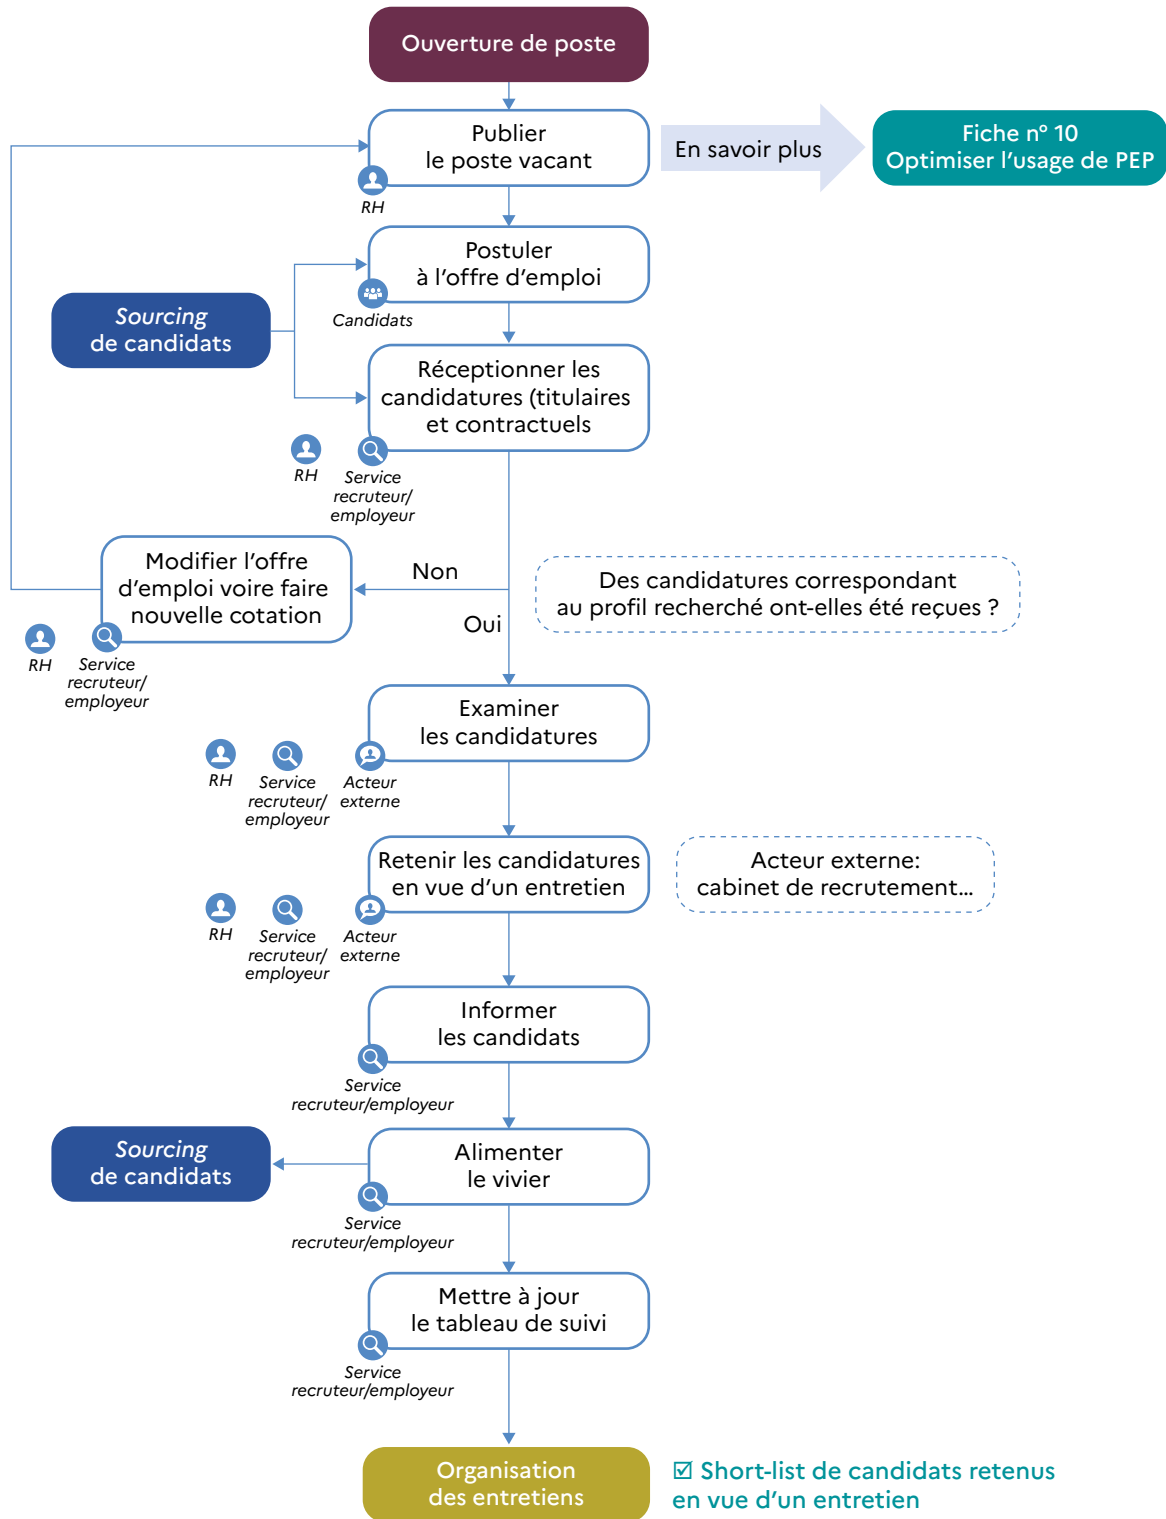 Ouverture de poste
Publier
le poste vacant
RH
En savoir plus
Fiche n° 10
Optimiser l'usage de PEP
Postuler
à l'offre d'emploi
Candidats
Sourcing
de candidats
Réceptionner les
candidatures (titulaires
et contractuels
RH
Service
recruteur/
employeur
Modifier l'offre
d'emploi voire faire
nouvelle cotation
RH
Service
recruteur/
employeur
Non
Oui
Des candidatures correspondant
au profil recherché ont-elles été reçues ?
Examiner
les candidatures
RH
Service
recruteur/
employeur
Acteur
externe
Retenir les candidatures
en vue d'un entretien
RH
Service
recruteur/
employeur
Acteur
externe
Acteur externe:
cabinet de recrutement...
Informer
les candidats
Service
recruteur/employeur
Sourcing
de candidats
Alimenter
le vivier
Service
recruteur/employeur
Mettre à jour
le tableau de suivi
Service
recruteur/employeur
Organisation
des entretiens
☑ Short-list de candidats retenus
en vue d'un entretien